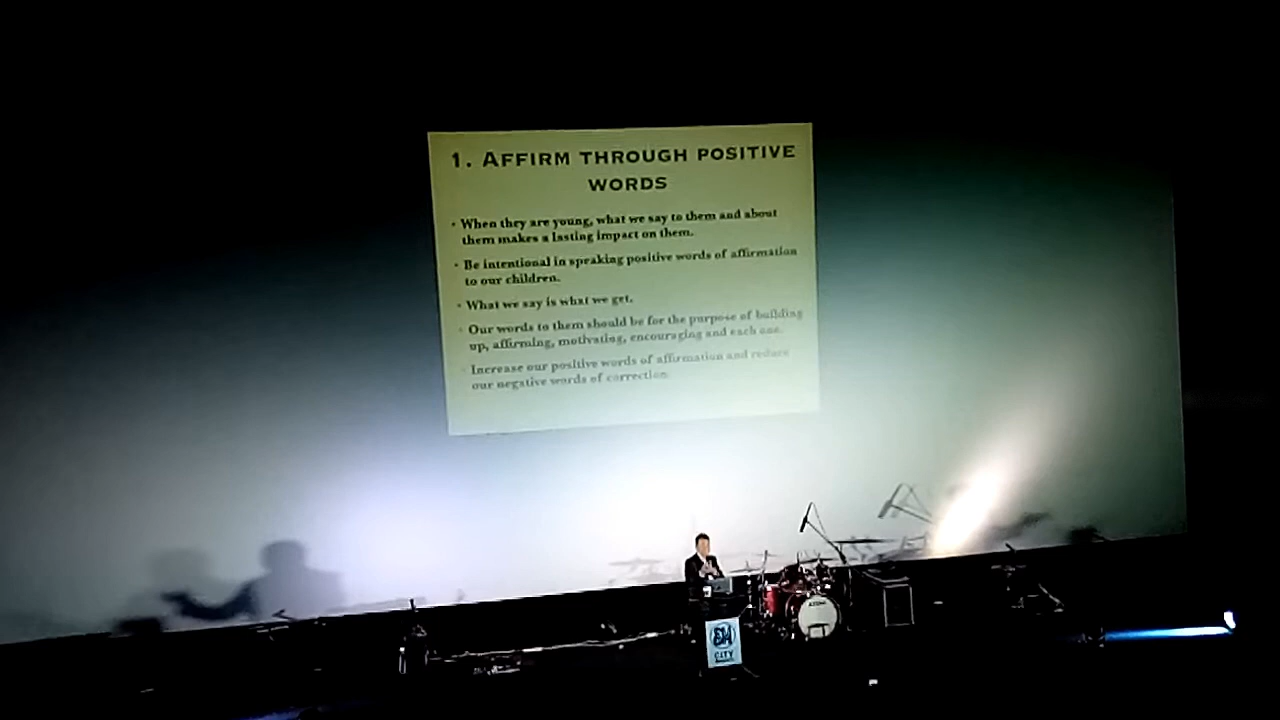 1. AFFIRM THROUGH POSITIVE
WORDS
• When they are young, what we say to them and about
them makes a lasting impact on them.
• Be intentional in speaking positive words of affirmation
to our children.
• What we say is what we get.
• Our words to them should be for the purpose of building
up, affirming, motivating, encouraging and each one.
• Increase our positive words of affirmation and reduce
our negative words of correction.
SM
CITY